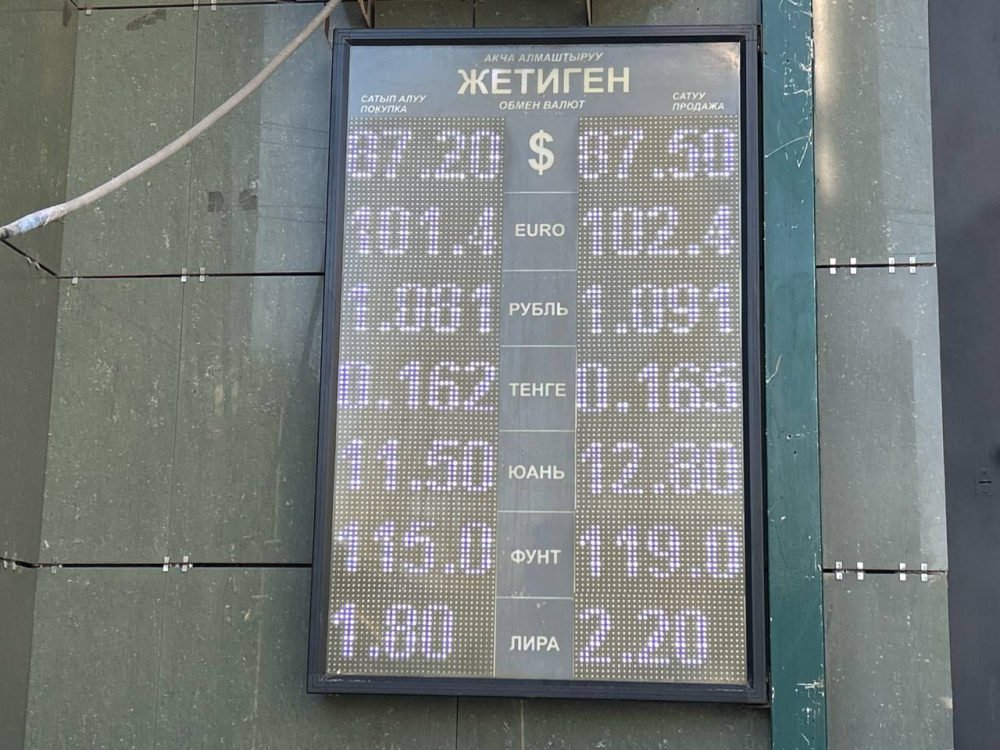 АКЧА АЛМАШТЫРУУ
ЖЕТИГЕН
САТЫП АЛУУ ОБМЕН ВАЛЮТ САТУУ
ПОКУПКА ПРОДАЖА
87.20 $ 87.50
101.4 EURO 102.4
1.081 РУБЛЬ 1.091
0.162 ТЕНГЕ 0.165
11.50 ЮАНЬ 12.80
115.0 ФУНТ 119.0
1.80 ЛИРА 2.20